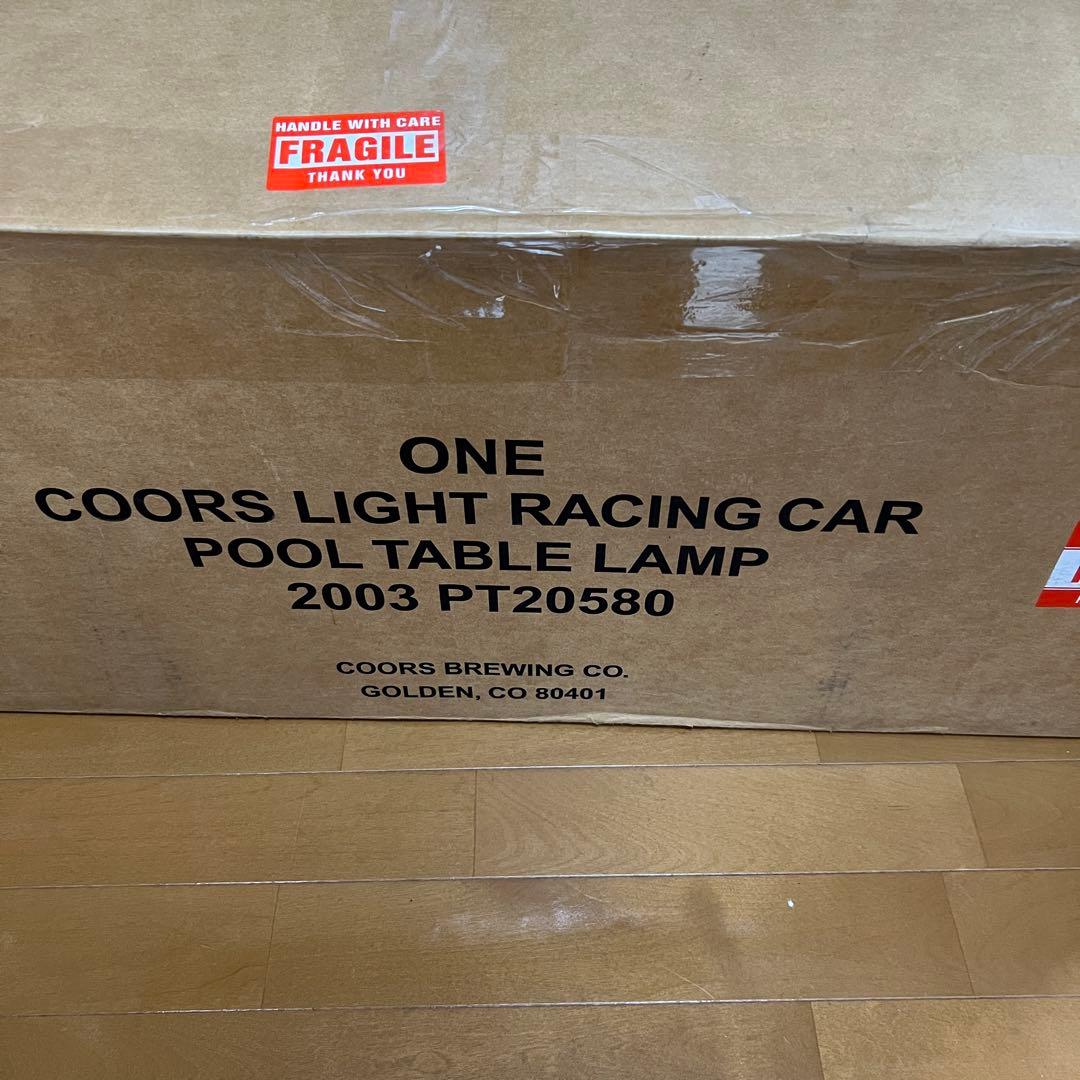 HANDLE WITH CARE
FRAGILE
THANK YOU
ONE
COORS LIGHT RACING CAR
POOL TABLE LAMP
2003 PT20580
COORS BREWING CO.
GOLDEN, CO 80401